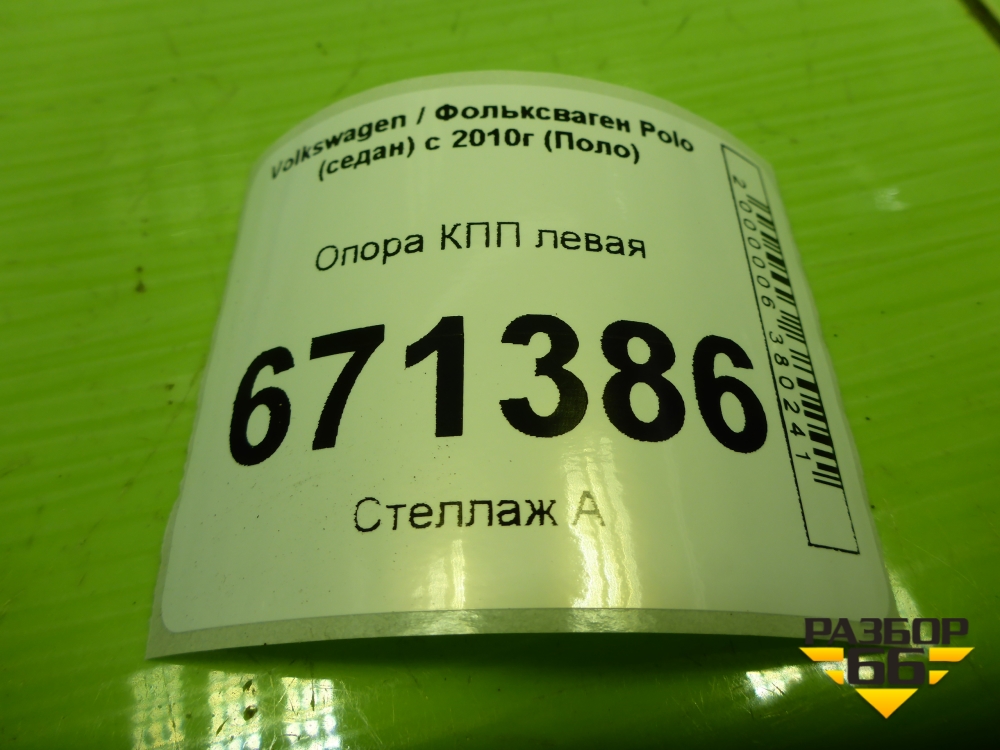 Volkswagen / Фольксваген Polo
(седан) с 2010г (Поло)
Опора КПП левая
671386
Стеллаж А
2000006380241
РАЗБОР
66